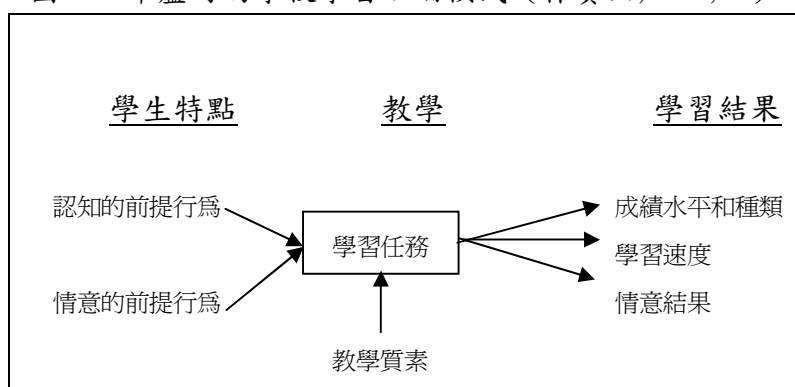 學生特點 教學 學習結果
認知的前提行為 成績水平和種類
學習任務 學習速度
情意的前提行為 情意結果
教學質素